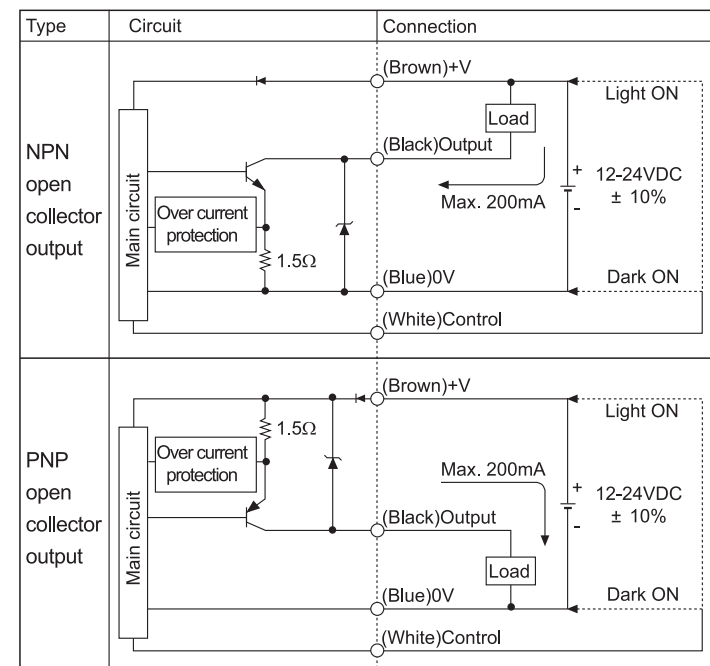 Type
Circuit
Connection
NPN
open
collector
output
Main circuit
Over current
protection
1.5Ω
(Brown)+V
Light ON
Load
(Black)Output
Max. 200mA
+
12-24VDC
± 10%
-
(Blue)0V
Dark ON
(White)Control
PNP
open
collector
output
Main circuit
Over current
protection
1.5Ω
(Brown)+V
Light ON
Max. 200mA
+
12-24VDC
± 10%
-
(Black)Output
Load
(Blue)0V
Dark ON
(White)Control